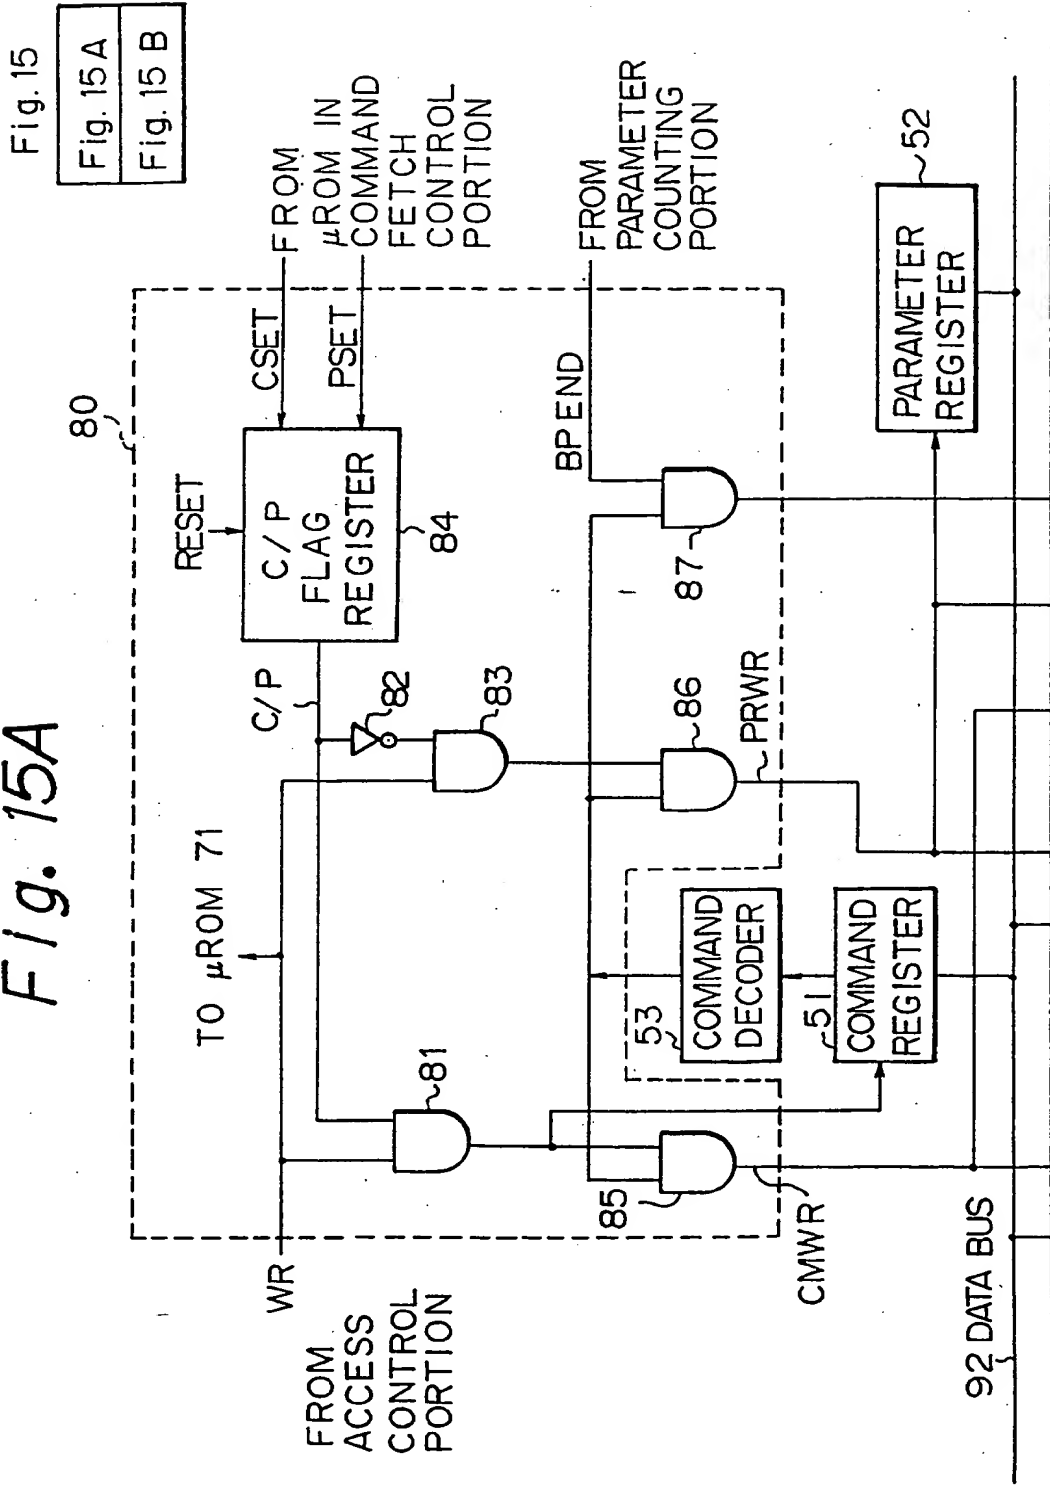 Fig. 15A
Fig. 15
Fig. 15A
Fig. 15B
80
RESET
CSET
FROM
μROM IN
COMMAND
FETCH
CONTROL
PORTION
PSET
C/P
FLAG
REGISTER
84
C/P
82
83
TO μROM 71
WR
FROM
ACCESS
CONTROL
PORTION
81
BPEND
FROM
PARAMETER
COUNTING
PORTION
85
86
87
PRWR
CMWR
53
COMMAND
DECODER
51
COMMAND
REGISTER
PARAMETER
REGISTER
52
92 DATA BUS